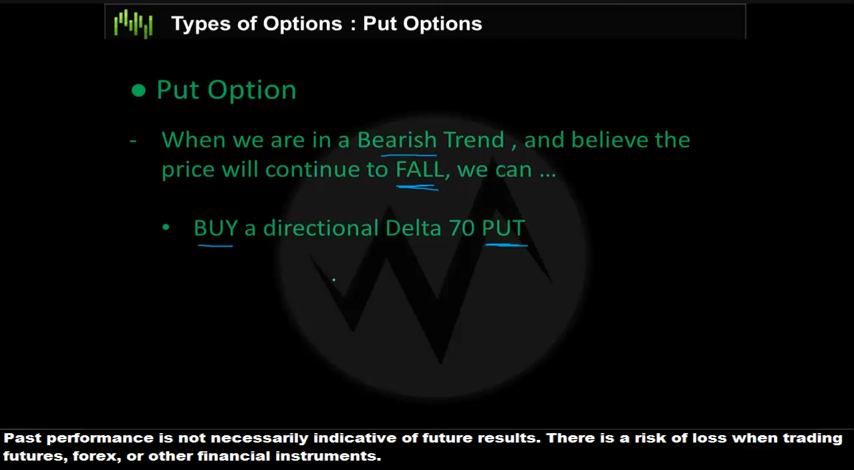 Types of Options : Put Options
● Put Option
- When we are in a Bearish Trend , and believe the
price will continue to FALL, we can ...
• BUY a directional Delta 70 PUT
Past performance is not necessarily indicative of future results. There is a risk of loss when trading
futures, forex, or other financial instruments.